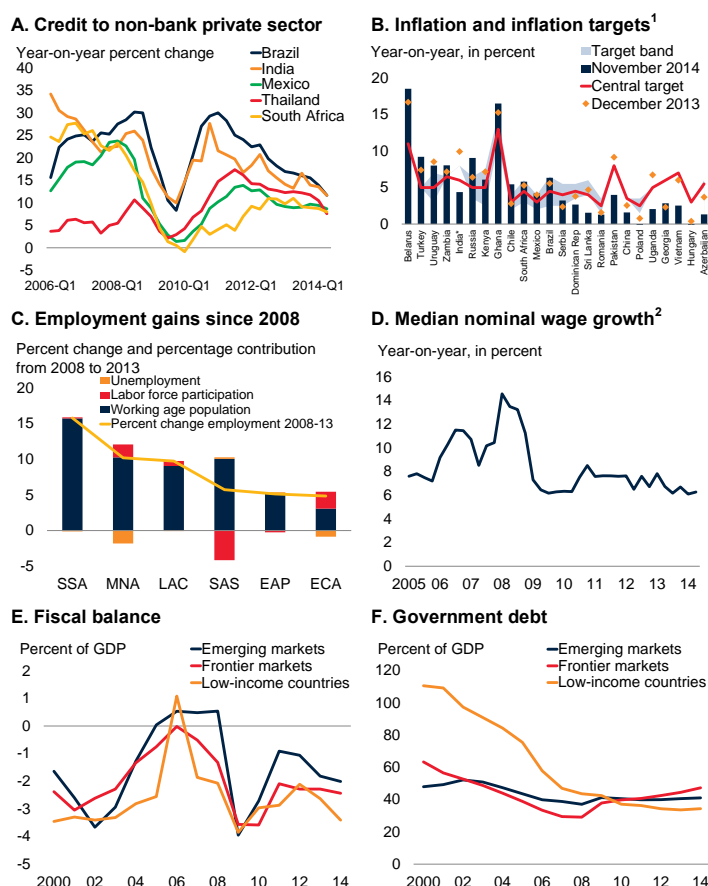 A. Credit to non-bank private sector
Year-on-year percent change
Brazil
India
Mexico
Thailand
South Africa
40
35
30
25
20
15
10
5
0
-5
2006-Q1 2008-Q1 2010-Q1 2012-Q1 2014-Q1
B. Inflation and inflation targets¹
Year-on-year, in percent
Target band
November 2014
Central target
December 2013
20
15
10
5
0
Belarus
Turkey
Uruguay
Zambia
India*
Russia
Kenya
Ghana
Chile
South Africa
Mexico
Brazil
Serbia
Dominican Rep
Sri Lanka
Romania
Pakistan
China
Poland
Uganda
Georgia
Vietnam
Hungary
Azerbaijan
C. Employment gains since 2008
Percent change and percentage contribution
from 2008 to 2013
Unemployment
Labor force participation
Working age population
Percent change employment 2008-13
20
15
10
5
0
-5
SSA MNA LAC SAS EAP ECA
D. Median nominal wage growth²
Year-on-year, in percent
16
14
12
10
8
6
4
2
0
2005 06 07 08 09 10 11 12 13 14
E. Fiscal balance
Percent of GDP
Emerging markets
Frontier markets
Low-income countries
2
1
0
-1
-2
-3
-4
-5
2000 02 04 06 08 10 12 14
F. Government debt
Percent of GDP
Emerging markets
Frontier markets
Low-income countries
120
100
80
60
40
20
0
2000 02 04 06 08 10 12 14